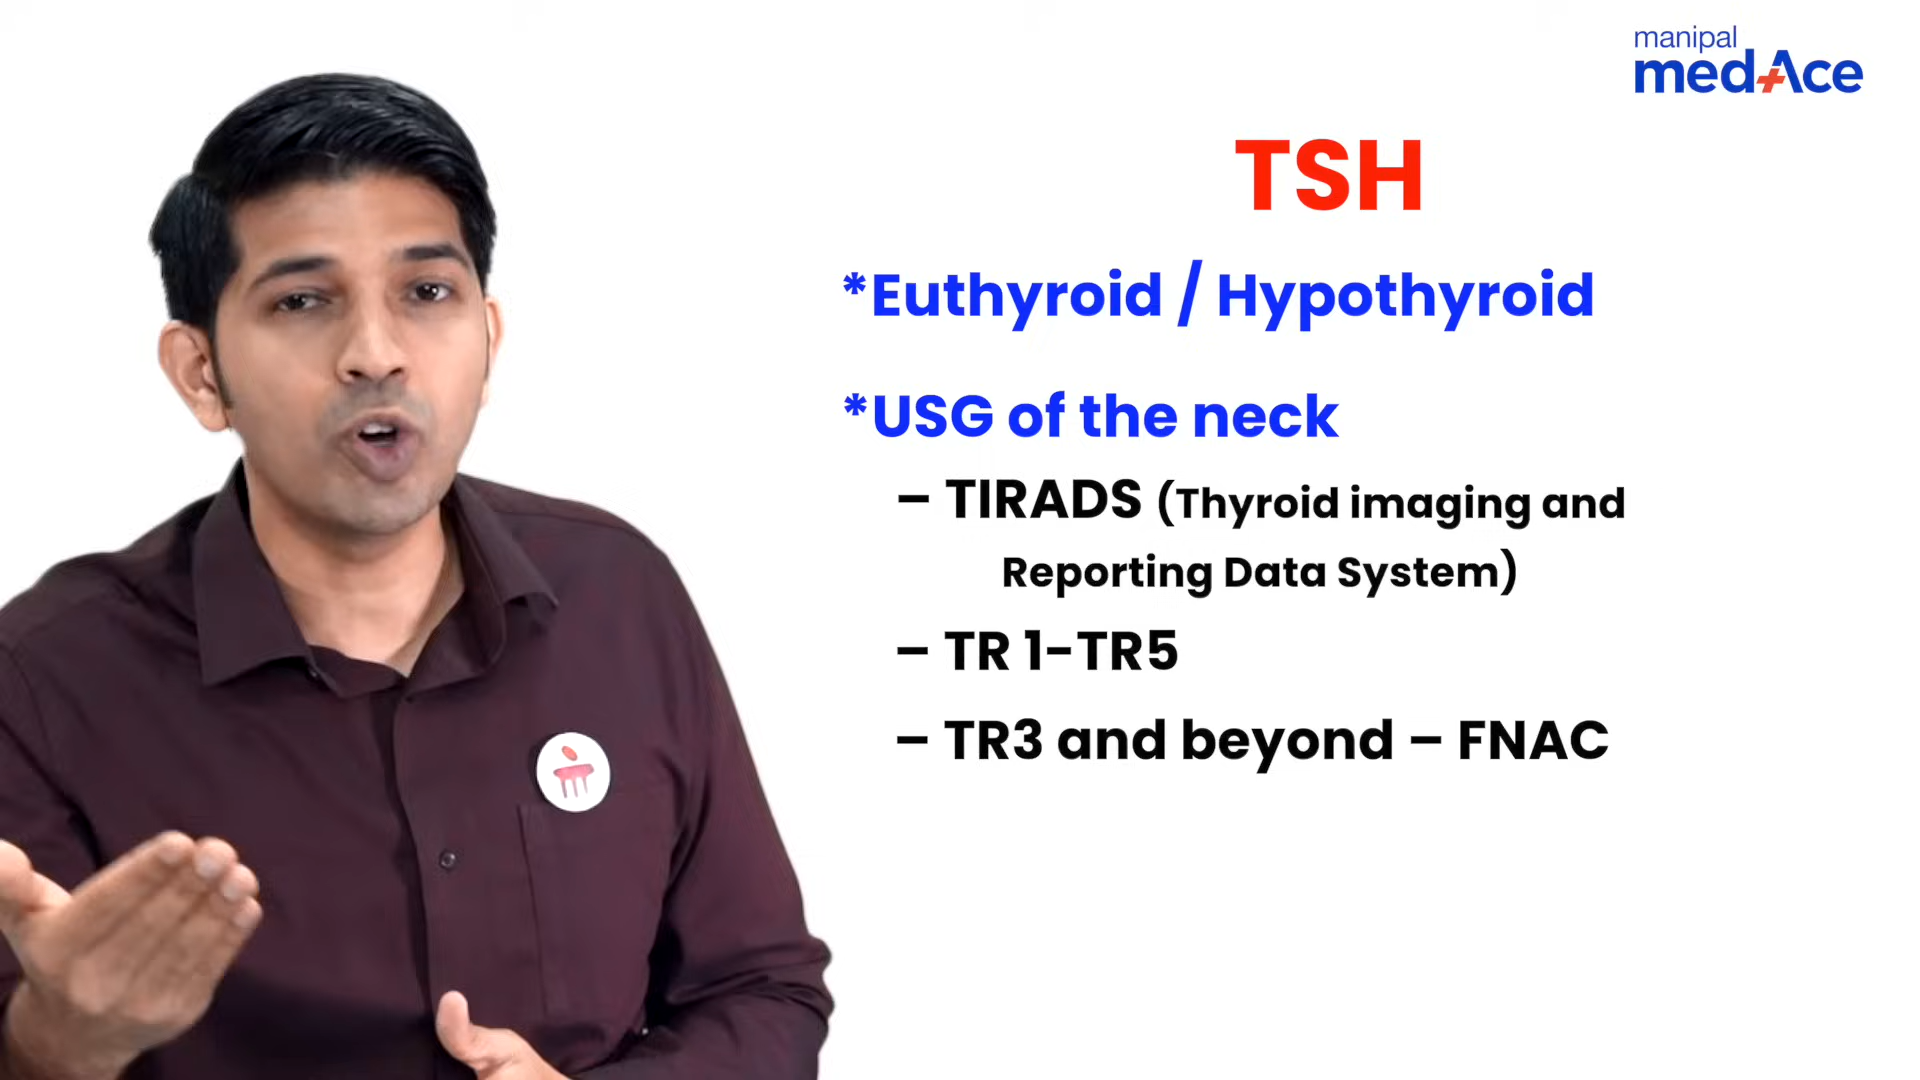 manipal
medAce
TSH
*Euthyroid / Hypothyroid
*USG of the neck
– TIRADS (Thyroid imaging and
Reporting Data System)
– TR 1-TR5
– TR3 and beyond – FNAC